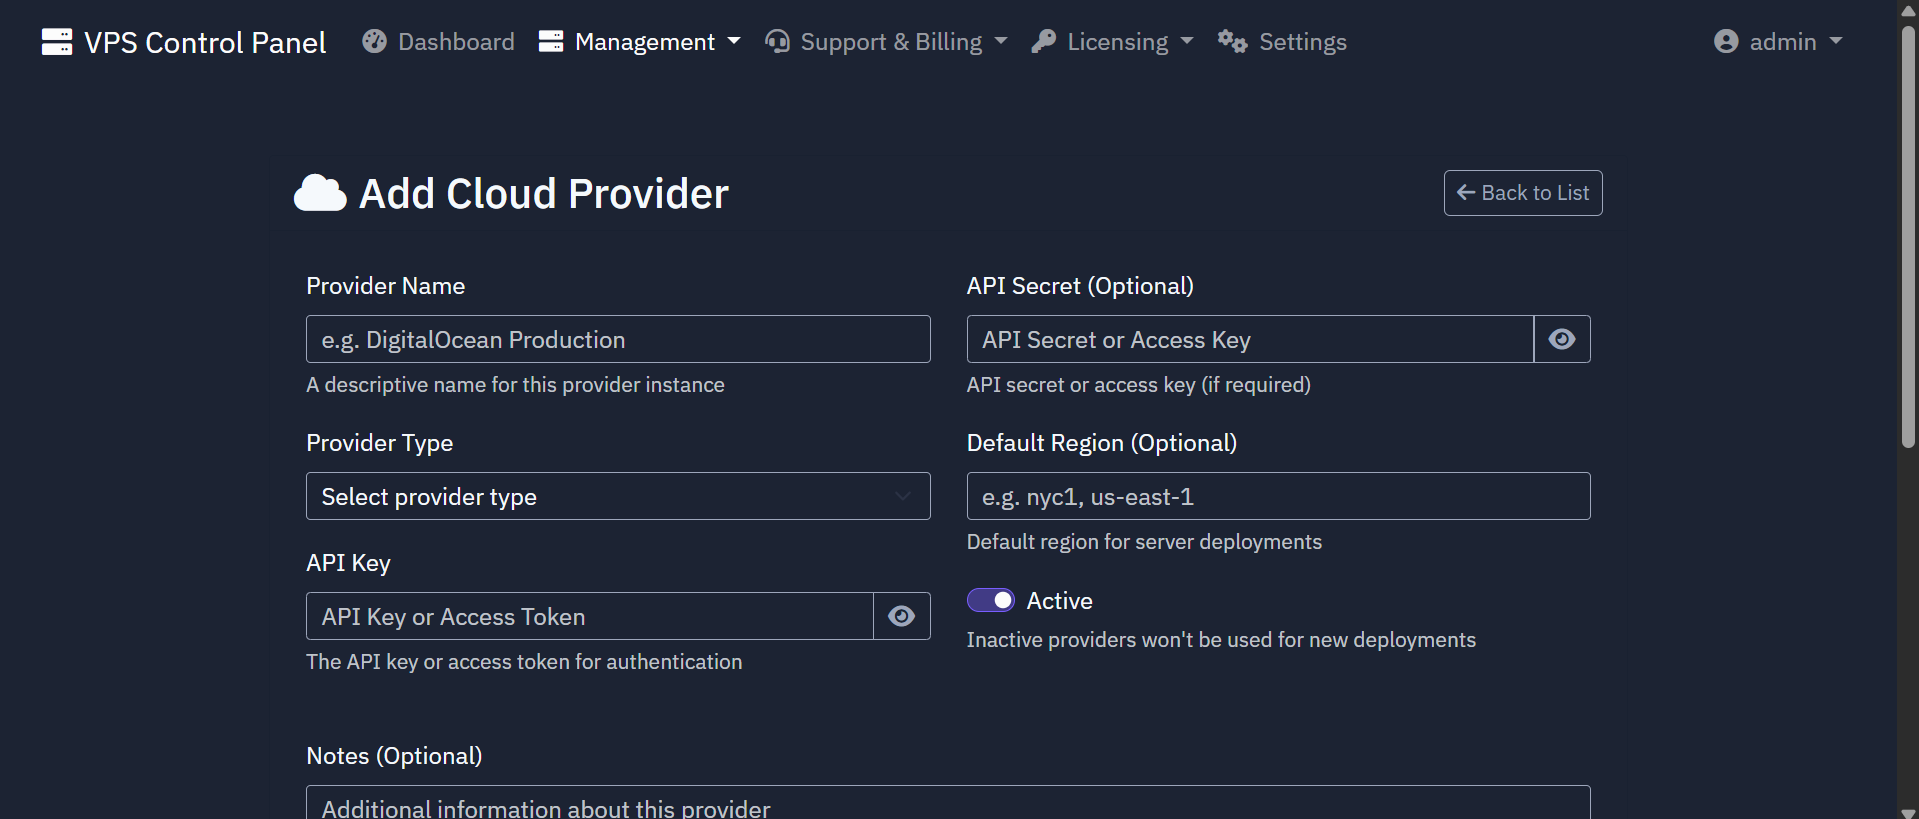 VPS Control Panel Dashboard Management Support & Billing Licensing Settings admin
Add Cloud Provider Back to List
Provider Name
e.g. DigitalOcean Production
A descriptive name for this provider instance
Provider Type
Select provider type
API Key
API Key or Access Token
The API key or access token for authentication
API Secret (Optional)
API Secret or Access Key
API secret or access key (if required)
Default Region (Optional)
e.g. nyc1, us-east-1
Default region for server deployments
Active
Inactive providers won't be used for new deployments
Notes (Optional)
Additional information about this provider